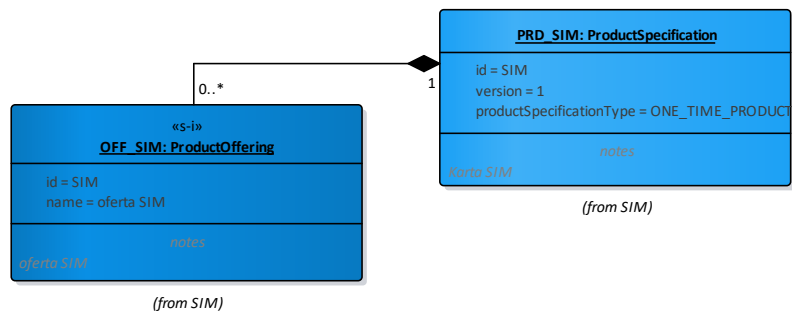 PRD_SIM: ProductSpecification
id = SIM
version = 1
productSpecificationType = ONE_TIME_PRODUCT
notes
Karta SIM
(from SIM)
1
0..*
«s-i»
OFF_SIM: ProductOffering
id = SIM
name = oferta SIM
notes
oferta SIM
(from SIM)